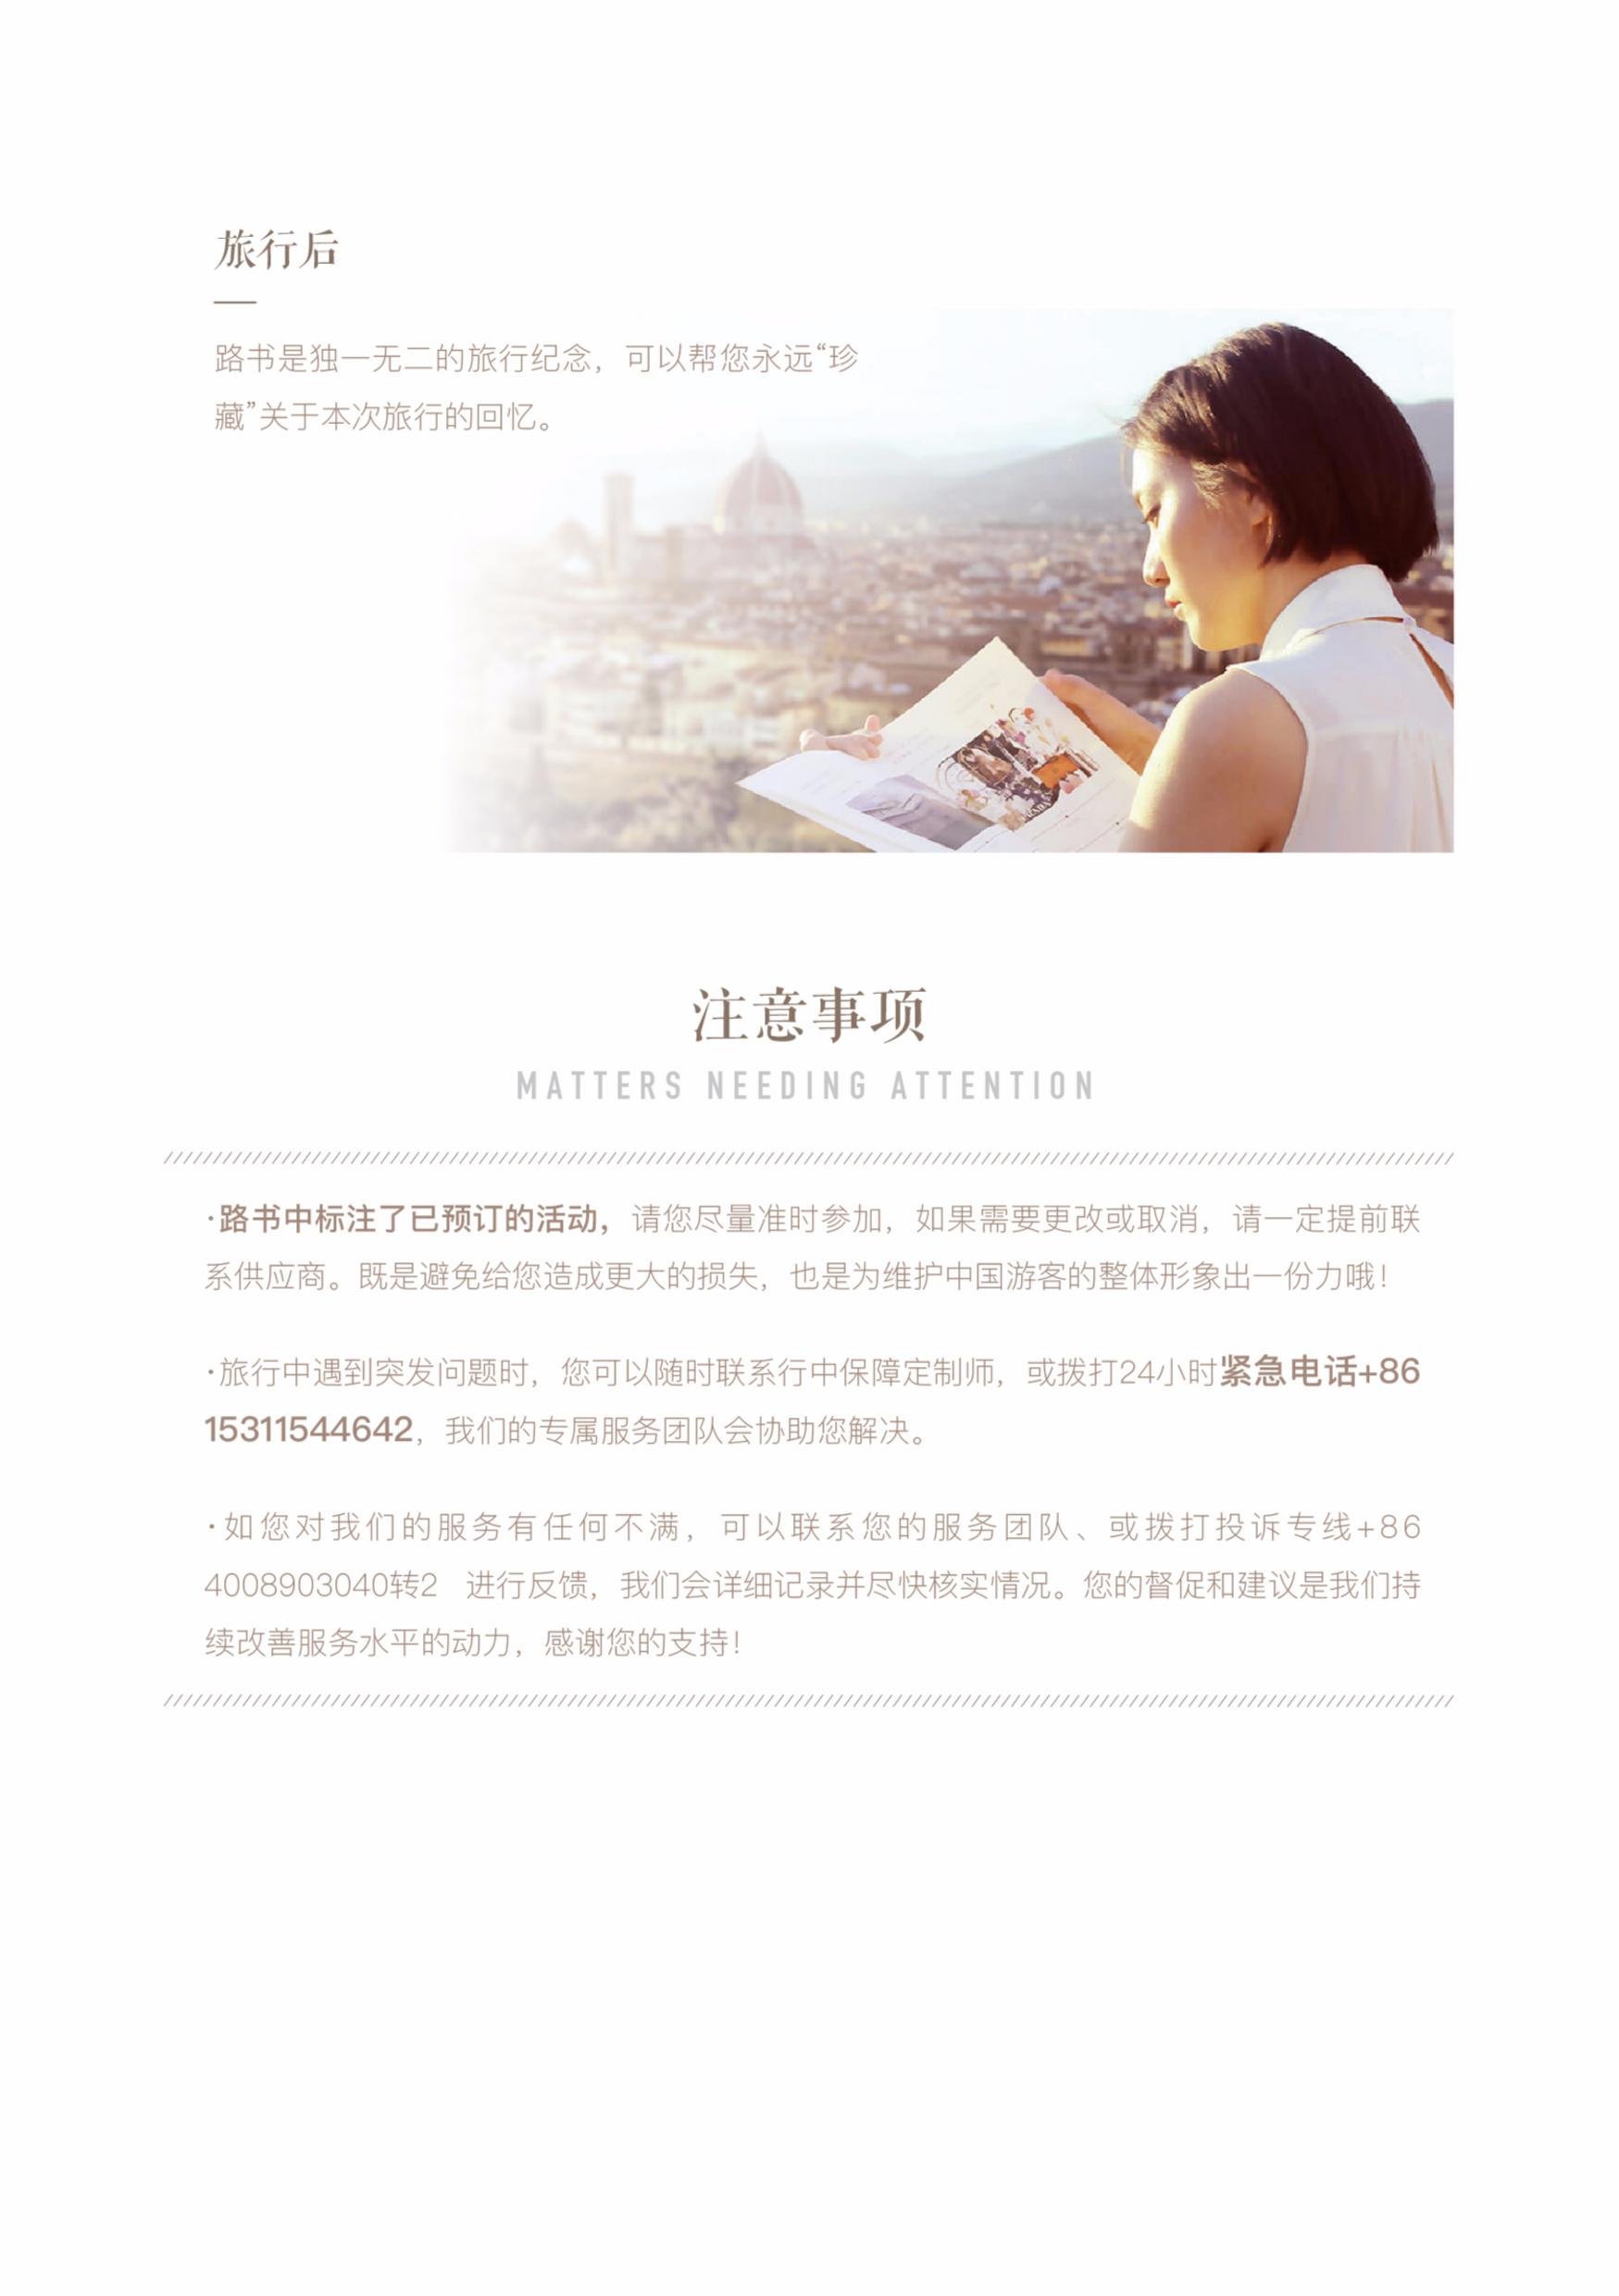 旅行后
路书是独一无二的旅行纪念，可以帮您永远“珍
藏”关于本次旅行的回忆。
注意事项
MATTERS NEEDING ATTENTION
·路书中标注了已预订的活动，请您尽量准时参加，如果需要更改或取消，请一定提前联
系供应商。既是避免给您造成更大的损失，也是为维护中国游客的整体形象出一份力哦！
·旅行中遇到突发问题时，您可以随时联系行中保障定制师，或拨打24小时紧急电话+86
15311544642，我们的专属服务团队会协助您解决。
·如您对我们的服务有任何不满，可以联系您的服务团队、或拨打投诉专线+86
4008903040转2 进行反馈，我们会详细记录并尽快核实情况。您的督促和建议是我们持
续改善服务水平的动力，感谢您的支持！